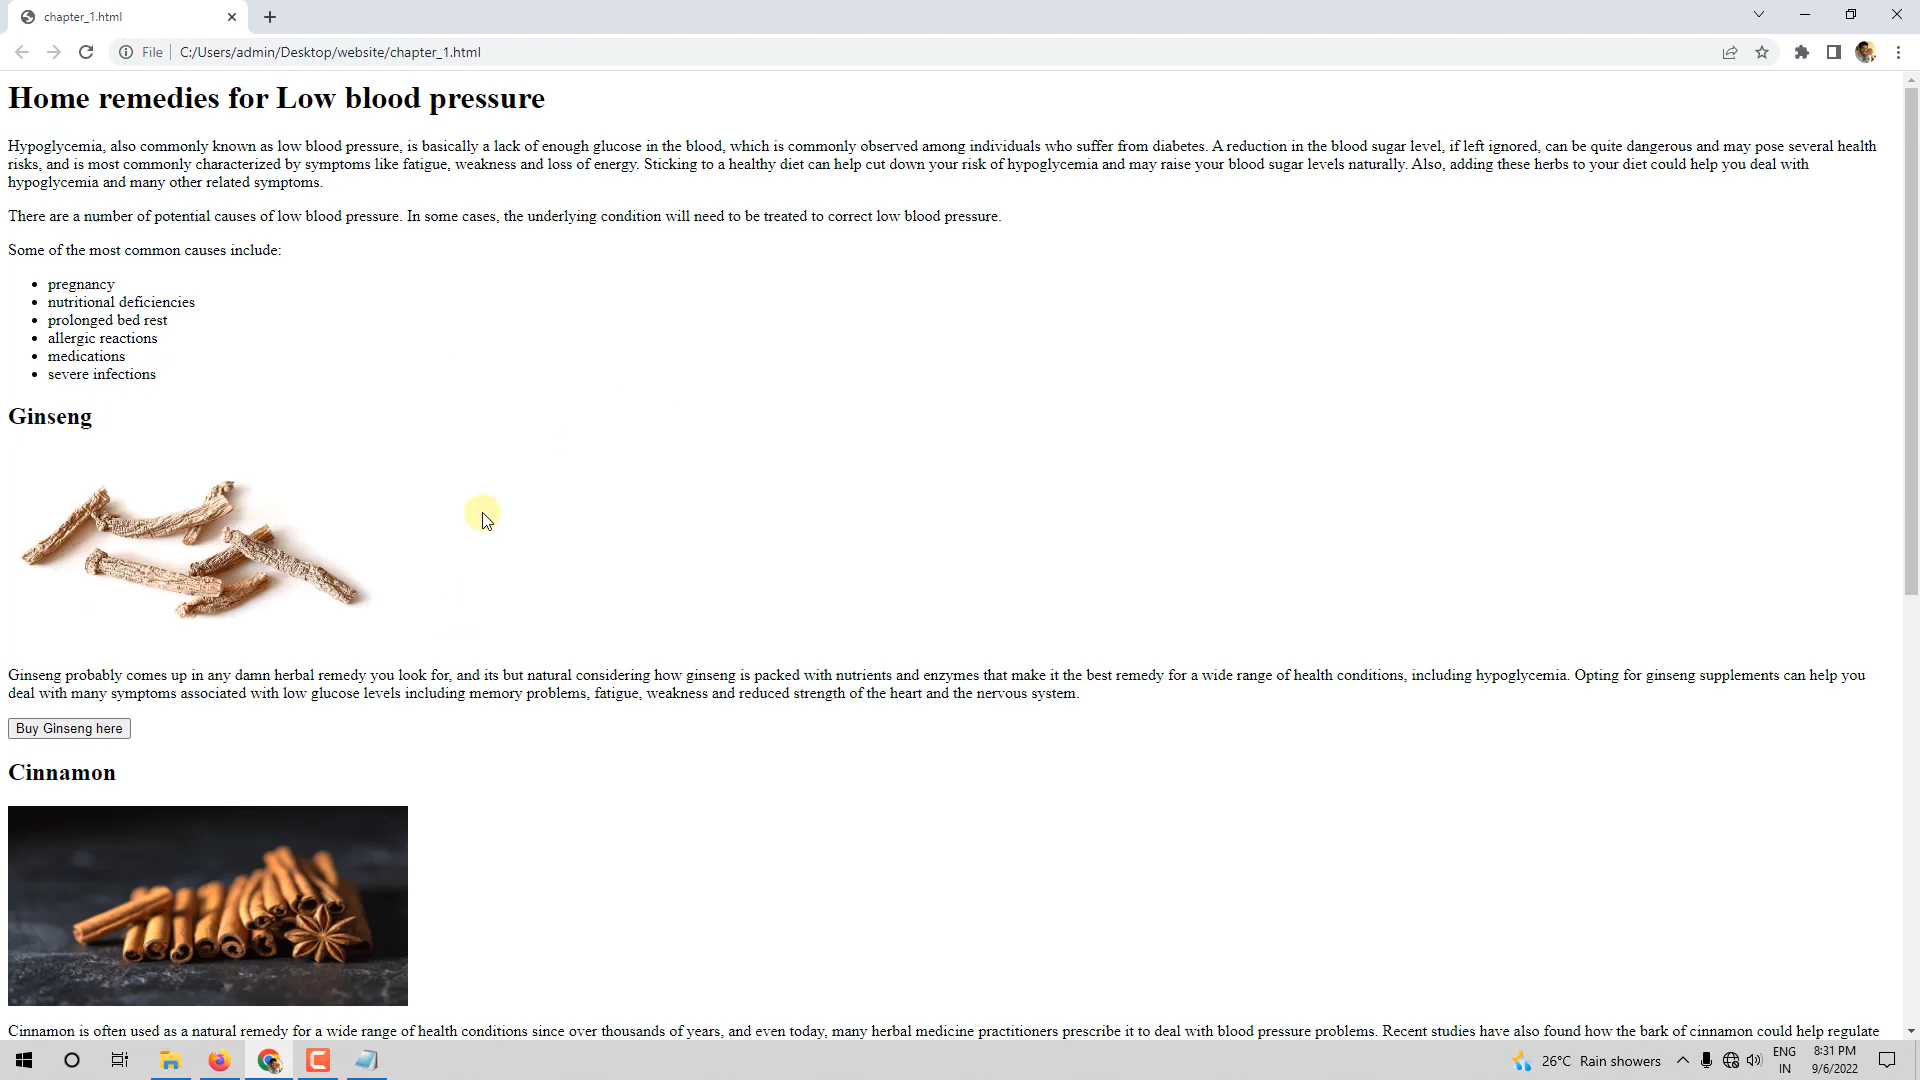 chapter_1.html
File
C:/Users/admin/Desktop/website/chapter_1.html
Home remedies for Low blood pressure
Hypoglycemia, also commonly known as low blood pressure, is basically a lack of enough glucose in the blood, which is commonly observed among individuals who suffer from diabetes. A reduction in the blood sugar level, if left ignored, can be quite dangerous and may pose several health
risks, and is most commonly characterized by symptoms like fatigue, weakness and loss of energy. Sticking to a healthy diet can help cut down your risk of hypoglycemia and may raise your blood sugar levels naturally. Also, adding these herbs to your diet could help you deal with
hypoglycemia and many other related symptoms.
There are a number of potential causes of low blood pressure. In some cases, the underlying condition will need to be treated to correct low blood pressure.
Some of the most common causes include:
• pregnancy
• nutritional deficiencies
• prolonged bed rest
• allergic reactions
• medications
• severe infections
Ginseng
Ginseng probably comes up in any damn herbal remedy you look for, and its but natural considering how ginseng is packed with nutrients and enzymes that make it the best remedy for a wide range of health conditions, including hypoglycemia. Opting for ginseng supplements can help you
deal with many symptoms associated with low glucose levels including memory problems, fatigue, weakness and reduced strength of the heart and the nervous system.
Buy Ginseng here
Cinnamon
Cinnamon is often used as a natural remedy for a wide range of health conditions since over thousands of years, and even today, many herbal medicine practitioners prescribe it to deal with blood pressure problems. Recent studies have also found how the bark of cinnamon could help regulate
26°C Rain showers
ENG
IN
8:31 PM
9/6/2022